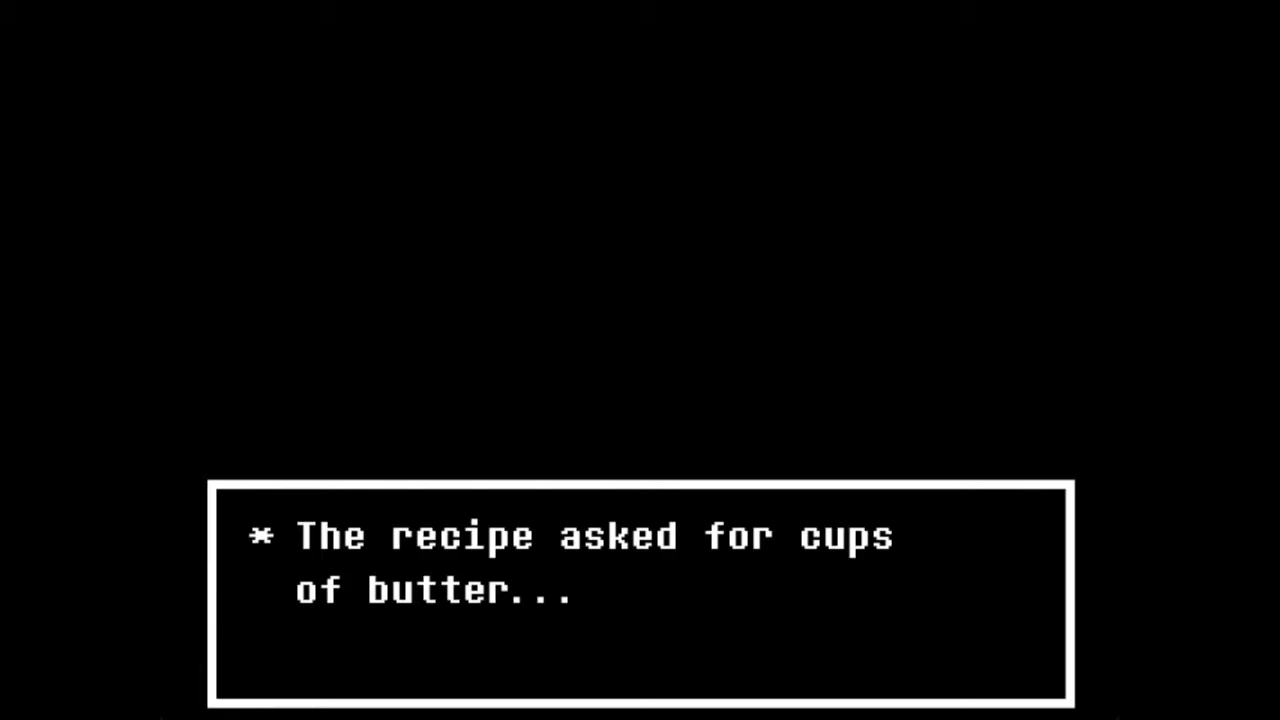 * The recipe asked for cups
of butter...